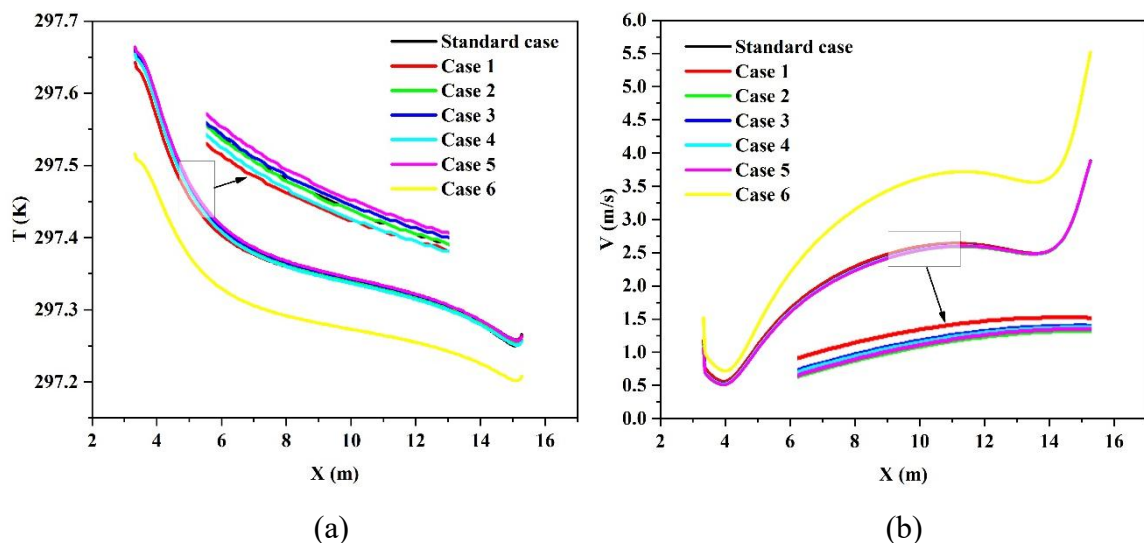 (a)
297.7
297.6
297.5
297.4
297.3
297.2
T (K)
2 4 6 8 10 12 14 16
X (m)
Standard case
Case 1
Case 2
Case 3
Case 4
Case 5
Case 6
(a)
(b)
6.0
5.5
5.0
4.5
4.0
3.5
3.0
2.5
2.0
1.5
1.0
0.5
0.0
V (m/s)
2 4 6 8 10 12 14 16
X (m)
Standard case
Case 1
Case 2
Case 3
Case 4
Case 5
Case 6
(b)